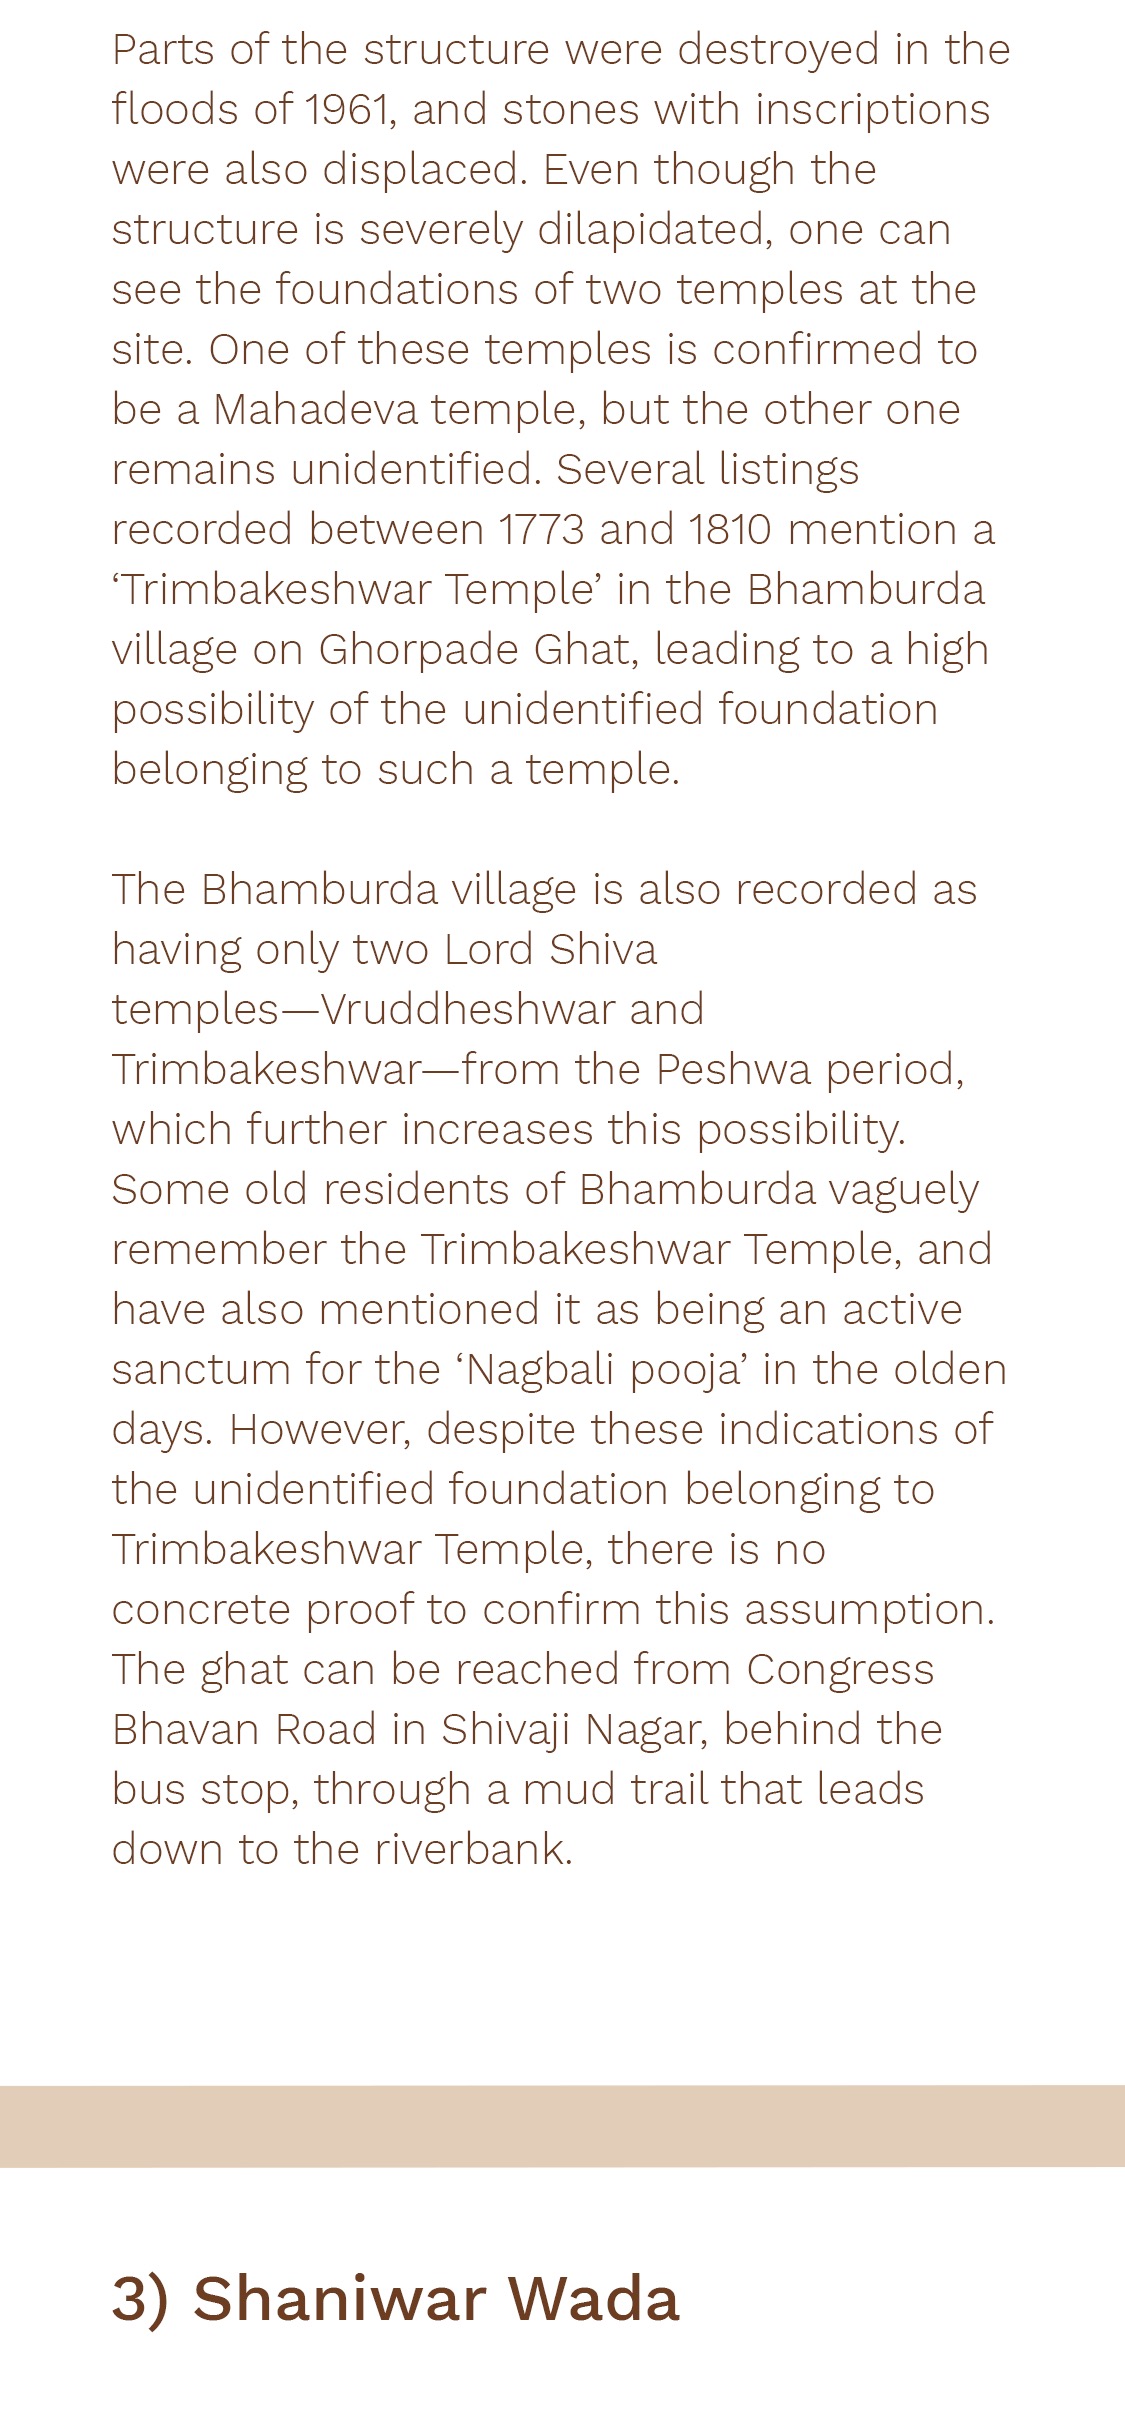 Parts of the structure were destroyed in the
floods of 1961, and stones with inscriptions
were also displaced. Even though the
structure is severely dilapidated, one can
see the foundations of two temples at the
site. One of these temples is confirmed to
be a Mahadeva temple, but the other one
remains unidentified. Several listings
recorded between 1773 and 1810 mention a
‘Trimbakeshwar Temple’ in the Bhamburda
village on Ghorpade Ghat, leading to a high
possibility of the unidentified foundation
belonging to such a temple.
The Bhamburda village is also recorded as
having only two Lord Shiva
temples—Vruddheshwar and
Trimbakeshwar—from the Peshwa period,
which further increases this possibility.
Some old residents of Bhamburda vaguely
remember the Trimbakeshwar Temple, and
have also mentioned it as being an active
sanctum for the ‘Nagbali pooja’ in the olden
days. However, despite these indications of
the unidentified foundation belonging to
Trimbakeshwar Temple, there is no
concrete proof to confirm this assumption.
The ghat can be reached from Congress
Bhavan Road in Shivaji Nagar, behind the
bus stop, through a mud trail that leads
down to the riverbank.
3) Shaniwar Wada